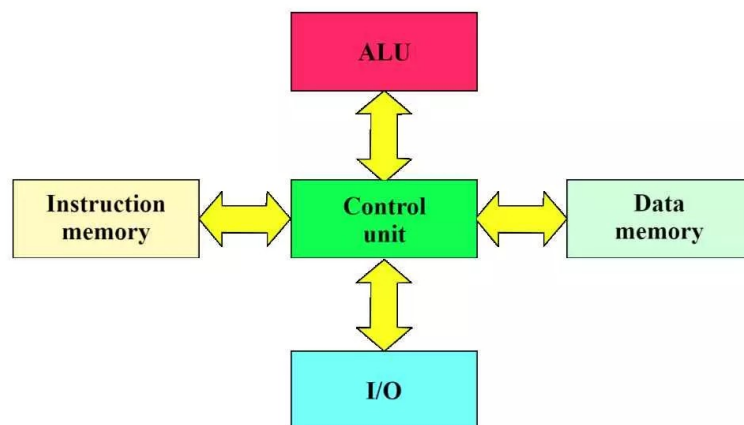 ALU
Instruction
memory
Control
unit
Data
memory
I/O